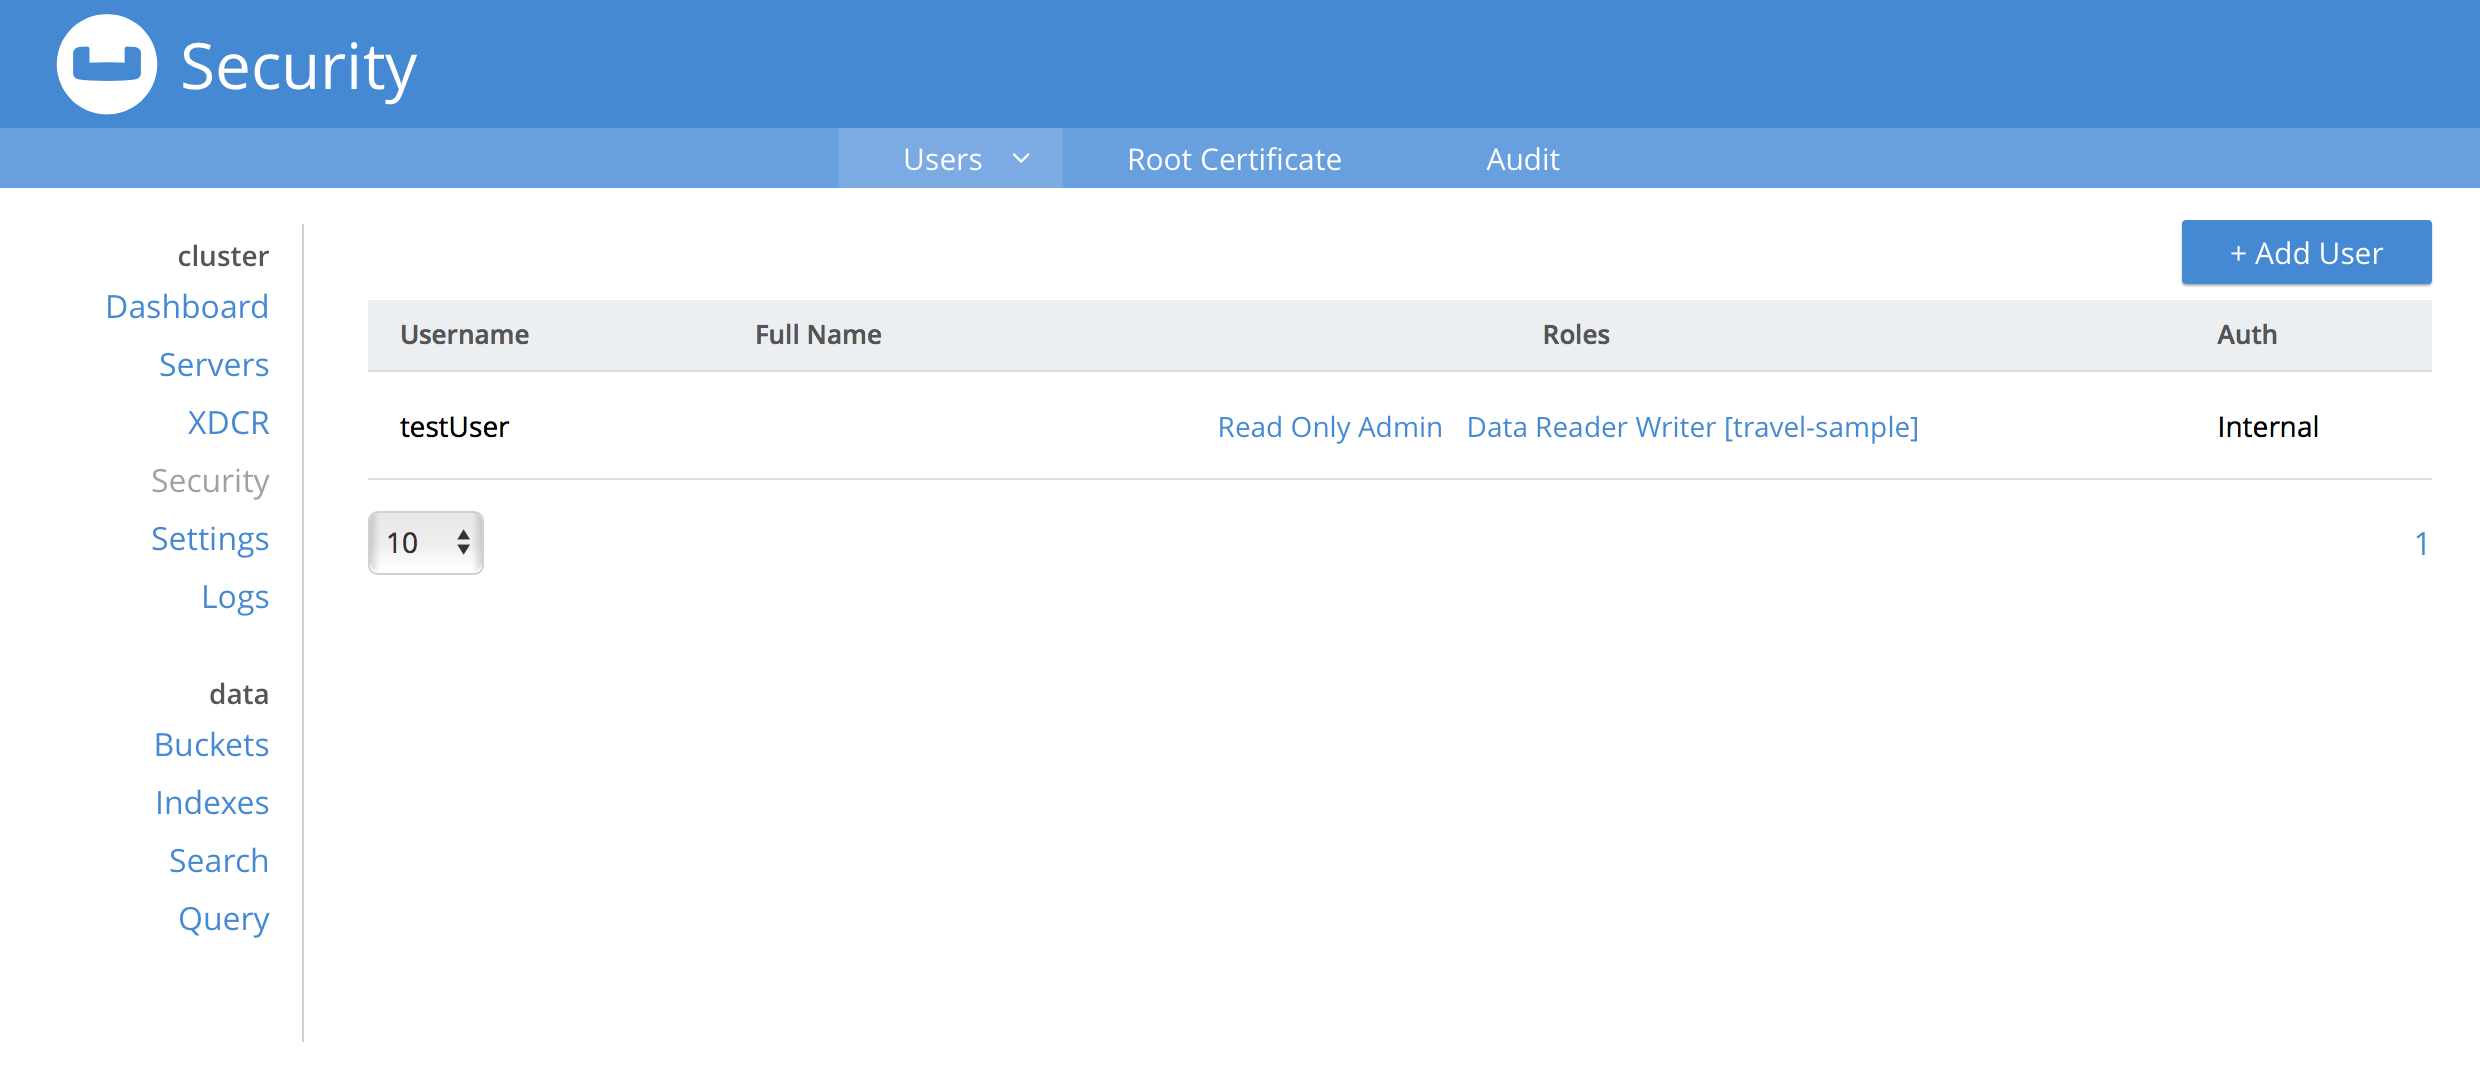 Security
Users
Root Certificate
Audit
cluster
Dashboard
Servers
XDCR
Security
Settings
Logs
data
Buckets
Indexes
Search
Query
+ Add User
Username Full Name Roles Auth
testUser Read Only Admin Data Reader Writer [travel-sample] Internal
10
1